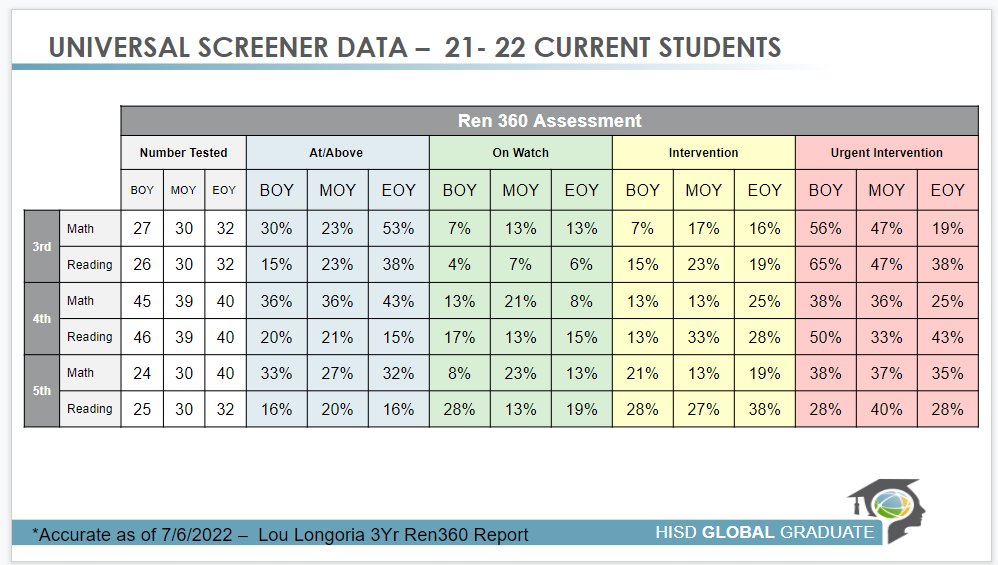 UNIVERSAL SCREENER DATA – 21- 22 CURRENT STUDENTS
Ren 360 Assessment
Number Tested At/Above On Watch Intervention Urgent Intervention
BOY MOY EOY BOY MOY EOY BOY MOY EOY BOY MOY EOY BOY MOY EOY
3rd Math 27 30 32 30% 23% 53% 7% 13% 13% 7% 17% 16% 56% 47% 19%
Reading 26 30 32 15% 23% 38% 4% 7% 6% 15% 23% 19% 65% 47% 38%
4th Math 45 39 40 36% 36% 43% 13% 21% 8% 13% 13% 25% 38% 36% 25%
Reading 46 39 40 20% 21% 15% 17% 13% 15% 13% 33% 28% 50% 33% 43%
5th Math 24 30 40 33% 27% 32% 8% 23% 13% 21% 13% 19% 38% 37% 35%
Reading 25 30 32 16% 20% 16% 28% 13% 19% 28% 27% 38% 28% 40% 28%
*Accurate as of 7/6/2022 – Lou Longoria 3Yr Ren360 Report
HISD GLOBAL GRADUATE